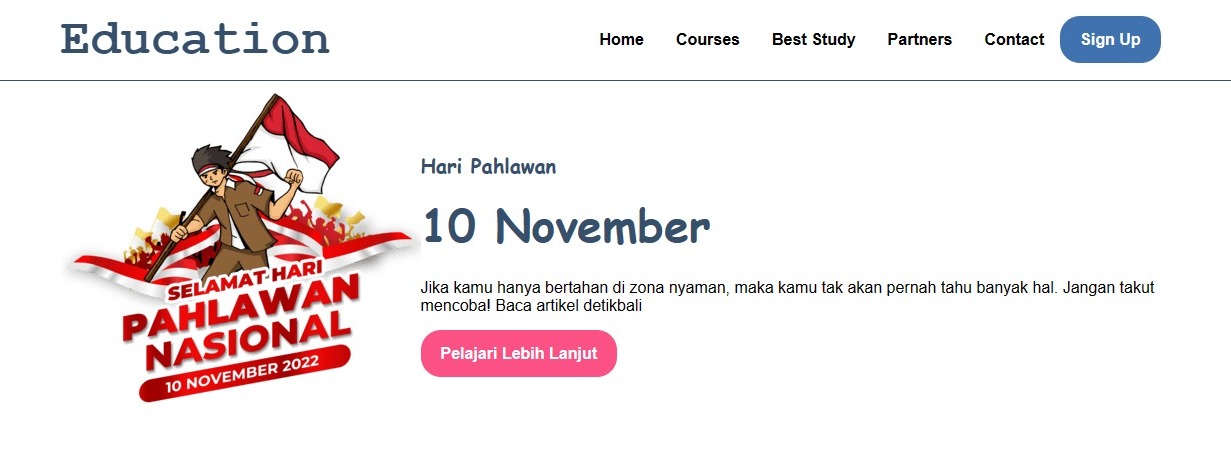 Education
Home
Courses
Best Study
Partners
Contact
Sign Up
SELAMAT HARI
PAHLAWAN
NASIONAL
10 NOVEMBER 2022
Hari Pahlawan
10 November
Jika kamu hanya bertahan di zona nyaman, maka kamu tak akan pernah tahu banyak hal. Jangan takut
mencoba! Baca artikel detikbali
Pelajari Lebih Lanjut